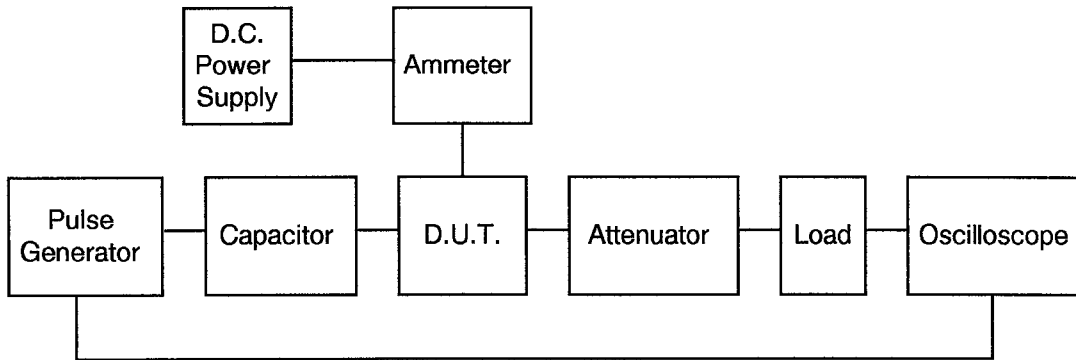 D.C.
Power
Supply
Ammeter
Pulse
Generator
Capacitor
D.U.T.
Attenuator
Load
Oscilloscope